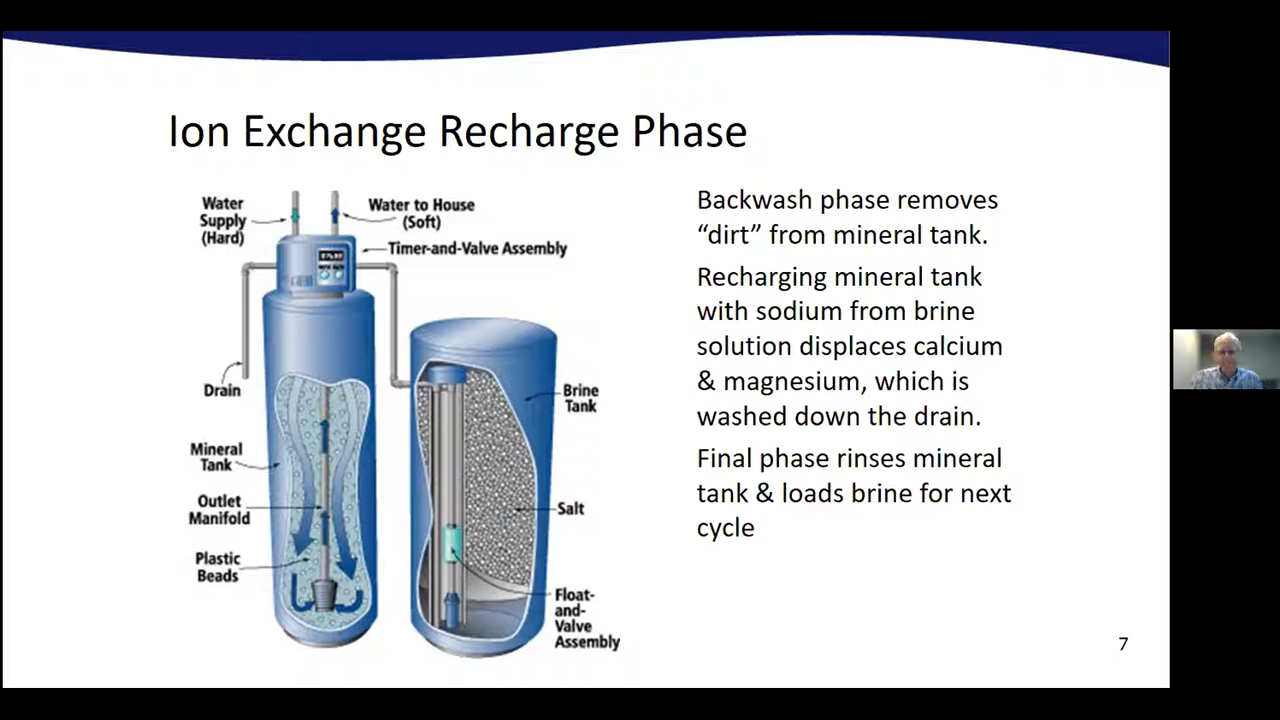 Ion Exchange Recharge Phase
Water
Supply
(Hard)
Water to House
(Soft)
Timer-and-Valve Assembly
Drain
Brine
Tank
Mineral
Tank
Outlet
Manifold
Salt
Plastic
Beads
Float-
and-
Valve
Assembly
Backwash phase removes
“dirt” from mineral tank.
Recharging mineral tank
with sodium from brine
solution displaces calcium
& magnesium, which is
washed down the drain.
Final phase rinses mineral
tank & loads brine for next
cycle
7